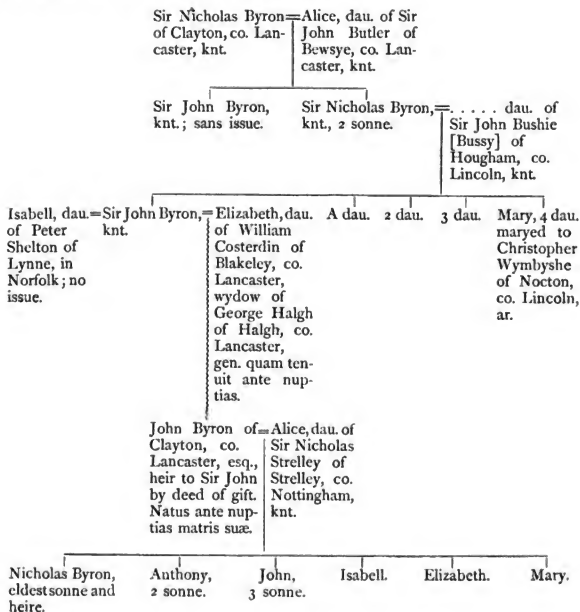 Sir Nicholas Byron=Alice, dau. of Sir
of Clayton, co. Lan- John Butler of
caster, knt. Bewsye, co. Lan-
caster, knt.
Sir John Byron,
knt.; sans issue.
Sir Nicholas Byron,=. . . . . dau. of
knt., 2 sonne. Sir John Bushie
[Bussy] of
Hougham, co.
Lincoln, knt.
Isabell, dau.=Sir John Byron,=Elizabeth, dau.
of Peter knt. of William
Shelton of Costerdin of
Lynne, in Blakeley, co.
Norfolk; no Lancaster,
issue. wydow of
George Halgh
of Halgh, co.
Lancaster,
gen. quam ten-
uit ante nup-
tias.
A dau. 2 dau. 3 dau.
Mary, 4 dau.
maryed to
Christopher
Wymbyshe
of Nocton,
co. Lincoln,
ar.
John Byron of=Alice, dau. of
Clayton, co. Sir Nicholas
Lancaster, esq., Strelley of
heir to Sir John Strelley, co.
by deed of gift. Nottingham,
Natus ante nup- knt.
tias matris suæ.
Nicholas Byron, Anthony, John, Isabell. Elizabeth. Mary.
eldest sonne and 2 sonne. 3 sonne.
heire.